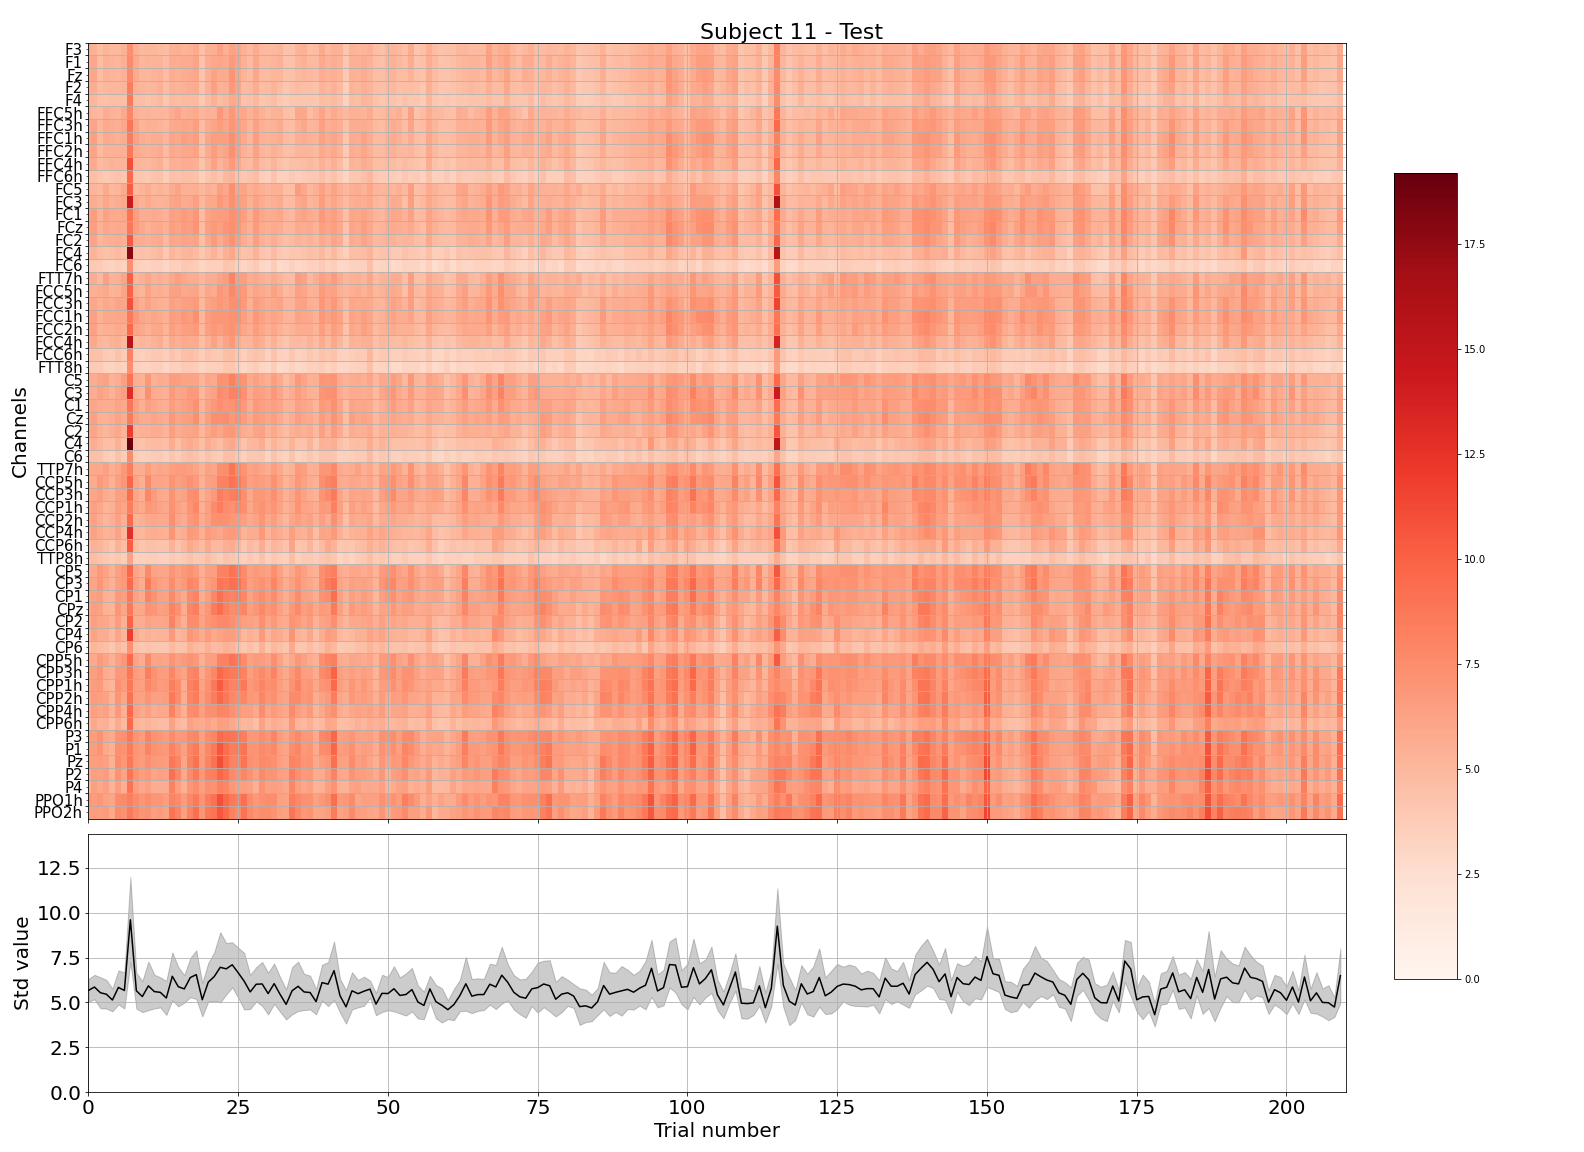 Subject 11 - Test
Channels
F3
F1
Fz
F2
F4
FFC5h
FFC3h
FFC1h
FFC2h
FFC4h
FFC6h
FC5
FC3
FC1
FCz
FC2
FC4
FC6
FTT7h
FCC5h
FCC3h
FCC1h
FCC2h
FCC4h
FCC6h
FTT8h
C5
C3
C1
Cz
C2
C4
C6
TTP7h
CCP5h
CCP3h
CCP1h
CCP2h
CCP4h
CCP6h
TTP8h
CP5
CP3
CP1
CPz
CP2
CP4
CP6
CPP5h
CPP3h
CPP1h
CPP2h
CPP4h
CPP6h
P3
P1
Pz
P2
P4
PPO1h
PPO2h
17.5
15.0
12.5
10.0
7.5
5.0
2.5
0.0
Std value
12.5
10.0
7.5
5.0
2.5
0.0
0 25 50 75 100 125 150 175 200
Trial number